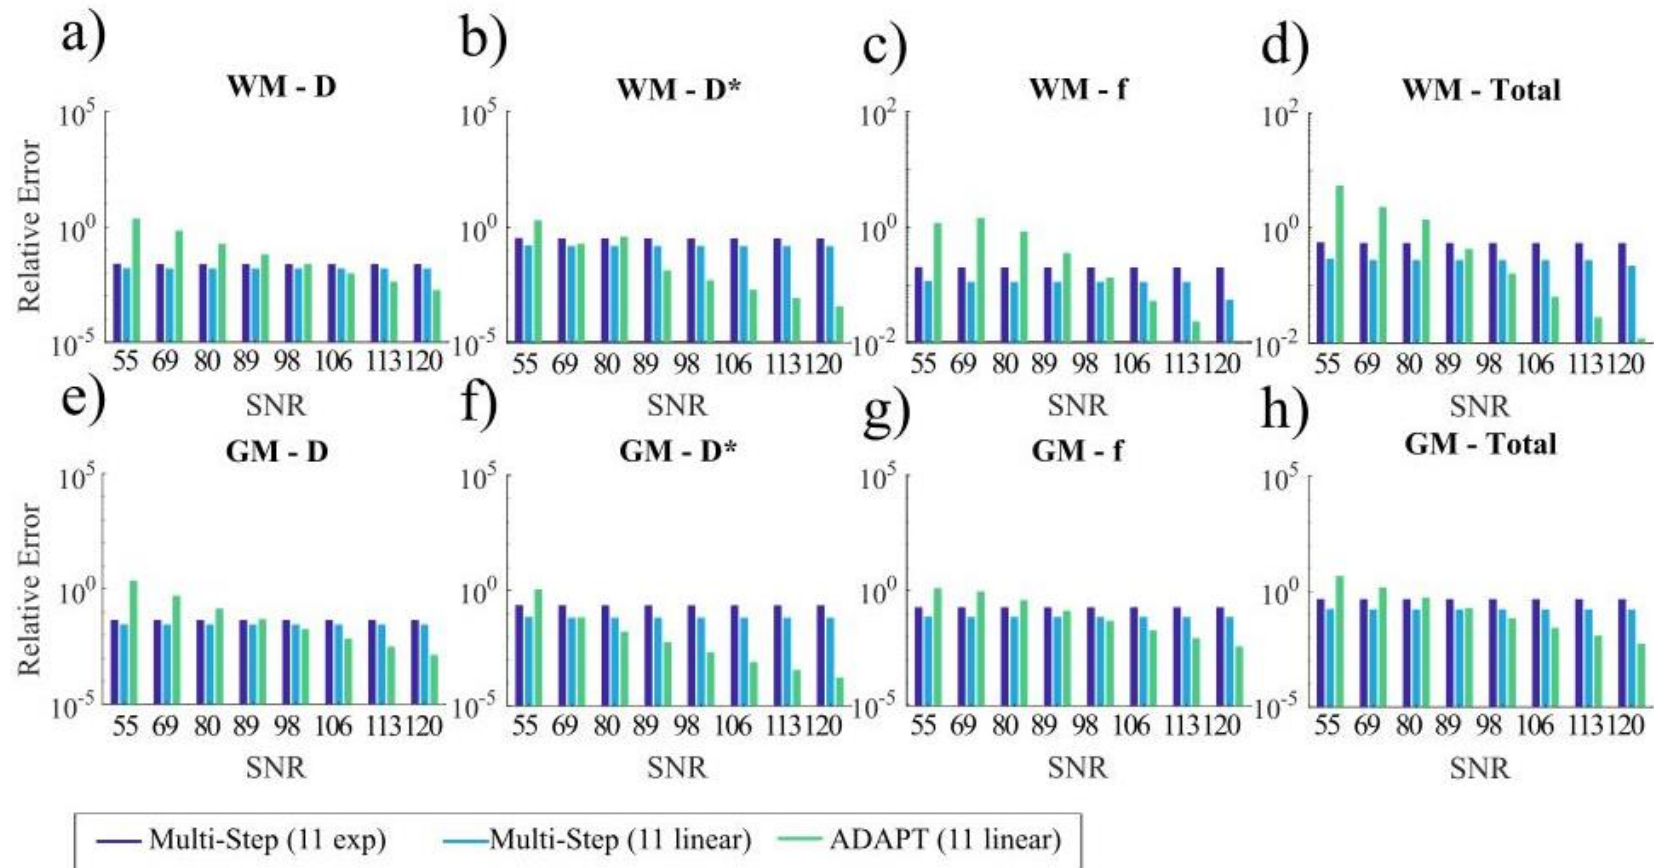 a)
b)
c)
d)
WM - D
WM - D*
WM - f
WM - Total
10^5
10^5
10^2
10^2
Relative Error
10^0
10^0
10^0
10^0
10^-5
10^-5
10^-2
10^-2
55 69 80 89 98 106 113 120
55 69 80 89 98 106 113 120
55 69 80 89 98 106 113 120
55 69 80 89 98 106 113 120
SNR
SNR
SNR
SNR
e)
f)
g)
h)
GM - D
GM - D*
GM - f
GM - Total
10^5
10^5
10^5
10^5
Relative Error
10^0
10^0
10^0
10^0
10^-5
10^-5
10^-5
10^-5
55 69 80 89 98 106 113 120
55 69 80 89 98 106 113 120
55 69 80 89 98 106 113 120
55 69 80 89 98 106 113 120
SNR
SNR
SNR
SNR
Multi-Step (11 exp)
Multi-Step (11 linear)
ADAPT (11 linear)